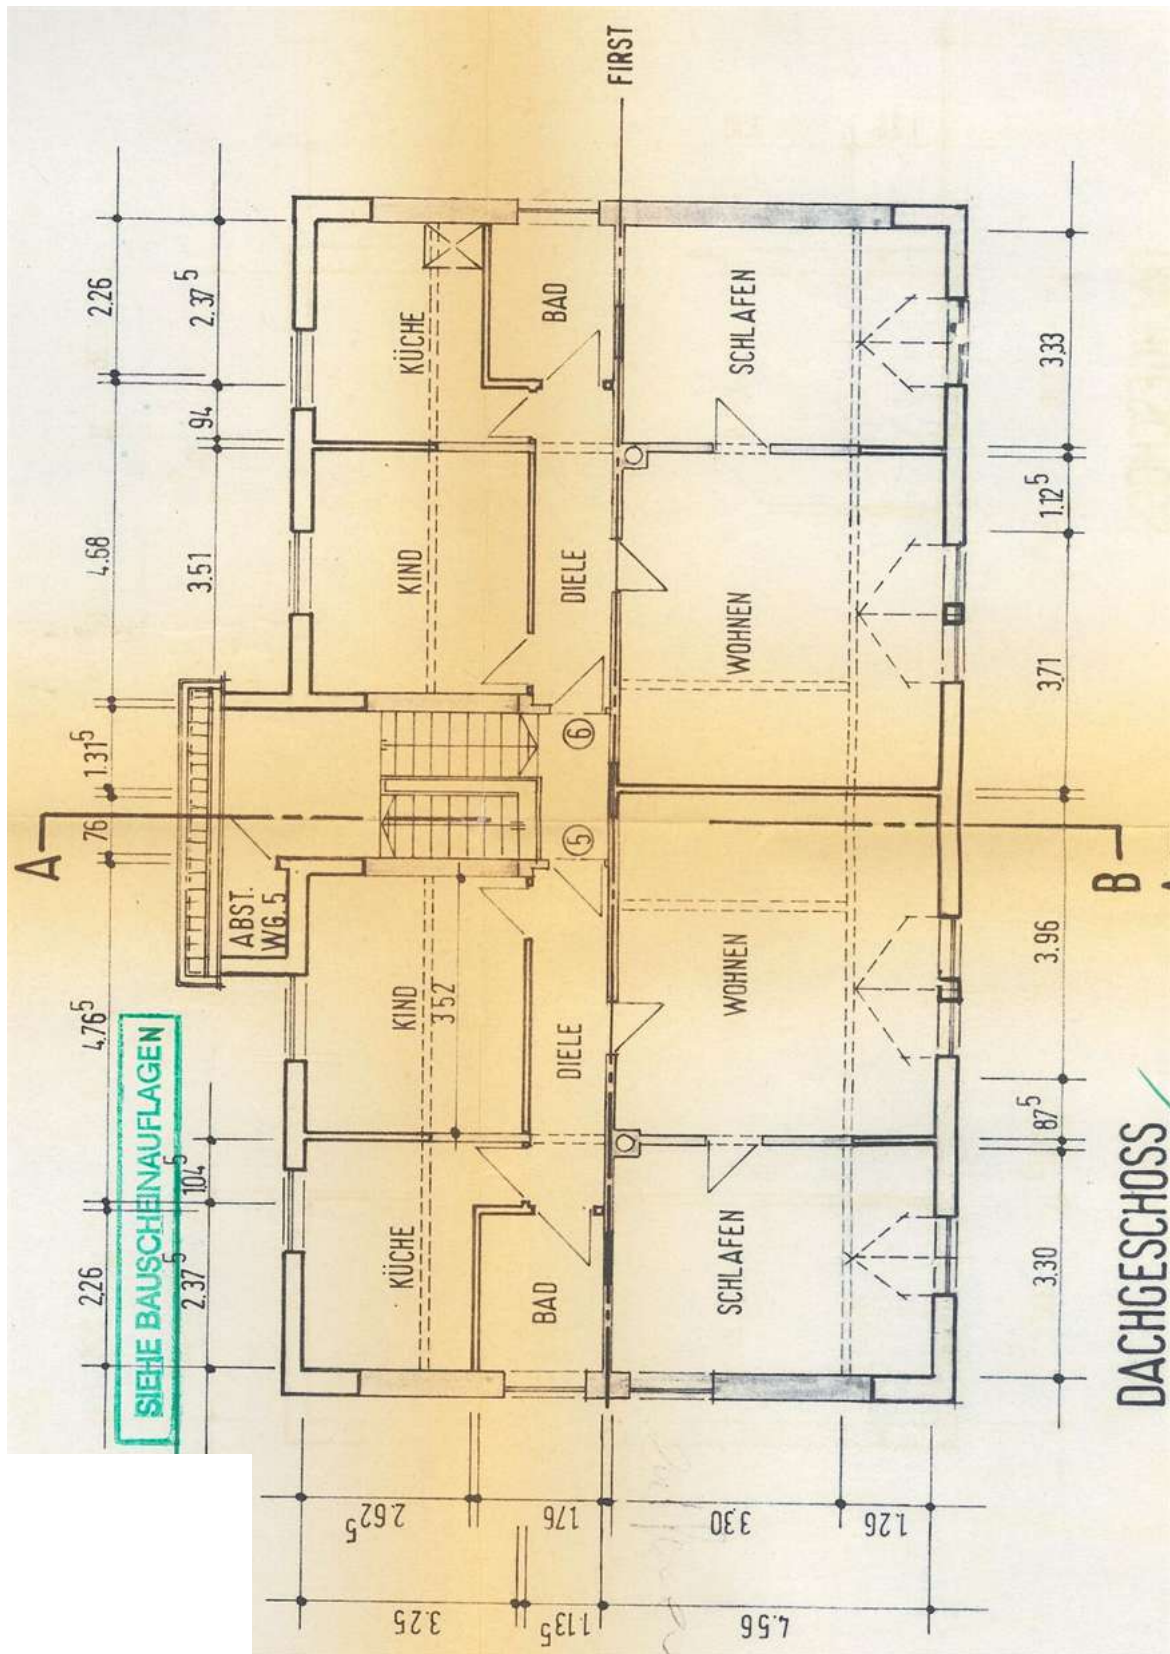 FIRST
2.26
2.37⁵
94
4.68
3.51
1.31⁵
76
4.76⁵
104⁵
2.26
2.37⁵
A
SIEHE BAUSCHEINAUFLAGEN
KÜCHE
BAD
SCHLAFEN
KIND
DIELE
WOHNEN
6
5
ABST.
WG. 5
KIND
3 52
DIELE
WOHNEN
KÜCHE
BAD
SCHLAFEN
3,33
1.12⁵
3,71
B
3.96
87⁵
3.30
DACHGESCHOSS
2.62⁵
1.76
3.30
1.26
3.25
1.13⁵
4.56